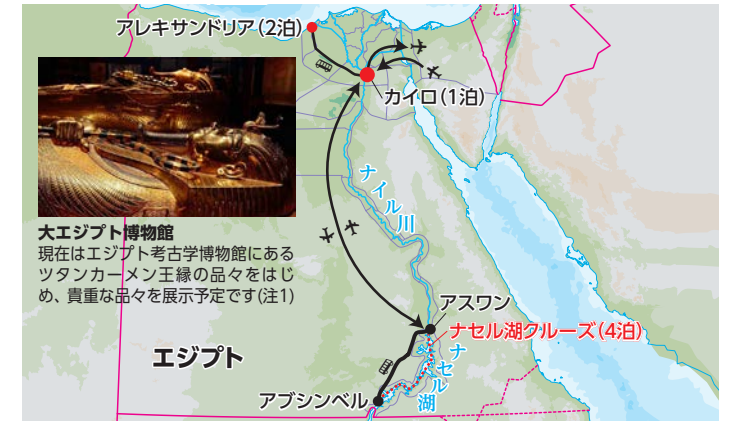 アレキサンドリア(2泊)
カイロ(1泊)
大エジプト博物館
現在はエジプト考古学博物館にある
ツタンカーメン王縁の品々をはじ
め、貴重な品々を展示予定です(注1)
ナイル川
アスワン
ナセル湖クルーズ(4泊)
ナセル湖
エジプト
アブシンベル